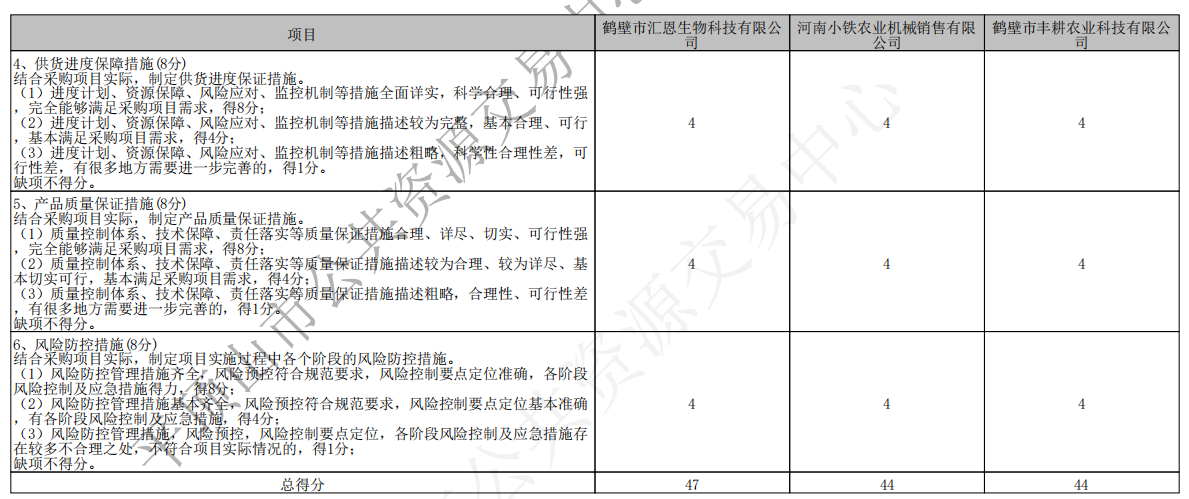 项目
鹤壁市汇恩生物科技有限公
司
河南小铁农业机械销售有限
公司
鹤壁市丰耕农业科技有限公
司
4、供货进度保障措施(8分)
结合采购项目实际，制定供货进度保证措施。
（1）进度计划、资源保障、风险应对、监控机制等措施全面详实，科学合理、可行性强
，完全能够满足采购项目需求，得8分；
（2）进度计划、资源保障、风险应对、监控机制等措施描述较为完整，基本合理、可行
，基本满足采购项目需求，得4分；
（3）进度计划、资源保障、风险应对、监控机制等措施描述粗略，科学性合理性差，可
行性差，有很多地方需要进一步完善的，得1分。
缺项不得分。
4
4
4
5、产品质量保证措施(8分)
结合采购项目实际，制定产品质量保证措施。
（1）质量控制体系、技术保障、责任落实等质量保证措施合理、详尽、切实、可行性强
，完全能够满足采购项目需求，得8分；
（2）质量控制体系、技术保障、责任落实等质量保证措施描述较为合理、较为详尽、基
本切实可行，基本满足采购项目需求，得4分；
（3）质量控制体系、技术保障、责任落实等质量保证措施描述粗略，合理性、可行性差
，有很多地方需要进一步完善的，得1分。
缺项不得分。
4
4
4
6、风险防控措施(8分)
结合采购项目实际，制定项目实施过程中各个阶段的风险防控措施。
（1）风险防控管理措施齐全，风险预控符合规范要求，风险控制要点定位准确，各阶段
风险控制及应急措施得力，得8分；
（2）风险防控管理措施基本齐全，风险预控符合规范要求，风险控制要点定位基本准确
，有各阶段风险控制及应急措施，得4分；
（3）风险防控管理措施，风险预控，风险控制要点定位，各阶段风险控制及应急措施存
在较多不合理之处，不符合项目实际情况的，得1分；
缺项不得分。
4
4
4
总得分
47
44
44
平顶山市公共资源交易中心
公共资源交易中心